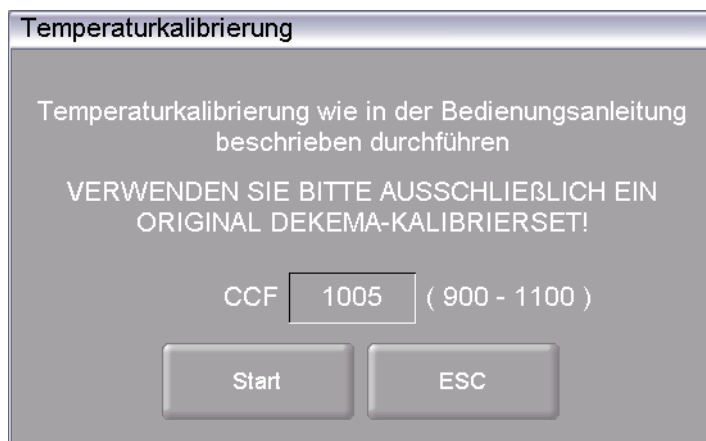 Temperaturkalibrierung
Temperaturkalibrierung wie in der Bedienungsanleitung
beschrieben durchführen
VERWENDEN SIE BITTE AUSSCHLIEßLICH EIN
ORIGINAL DEKEMA-KALIBRIERSET!
CCF 1005 ( 900 - 1100 )
Start ESC